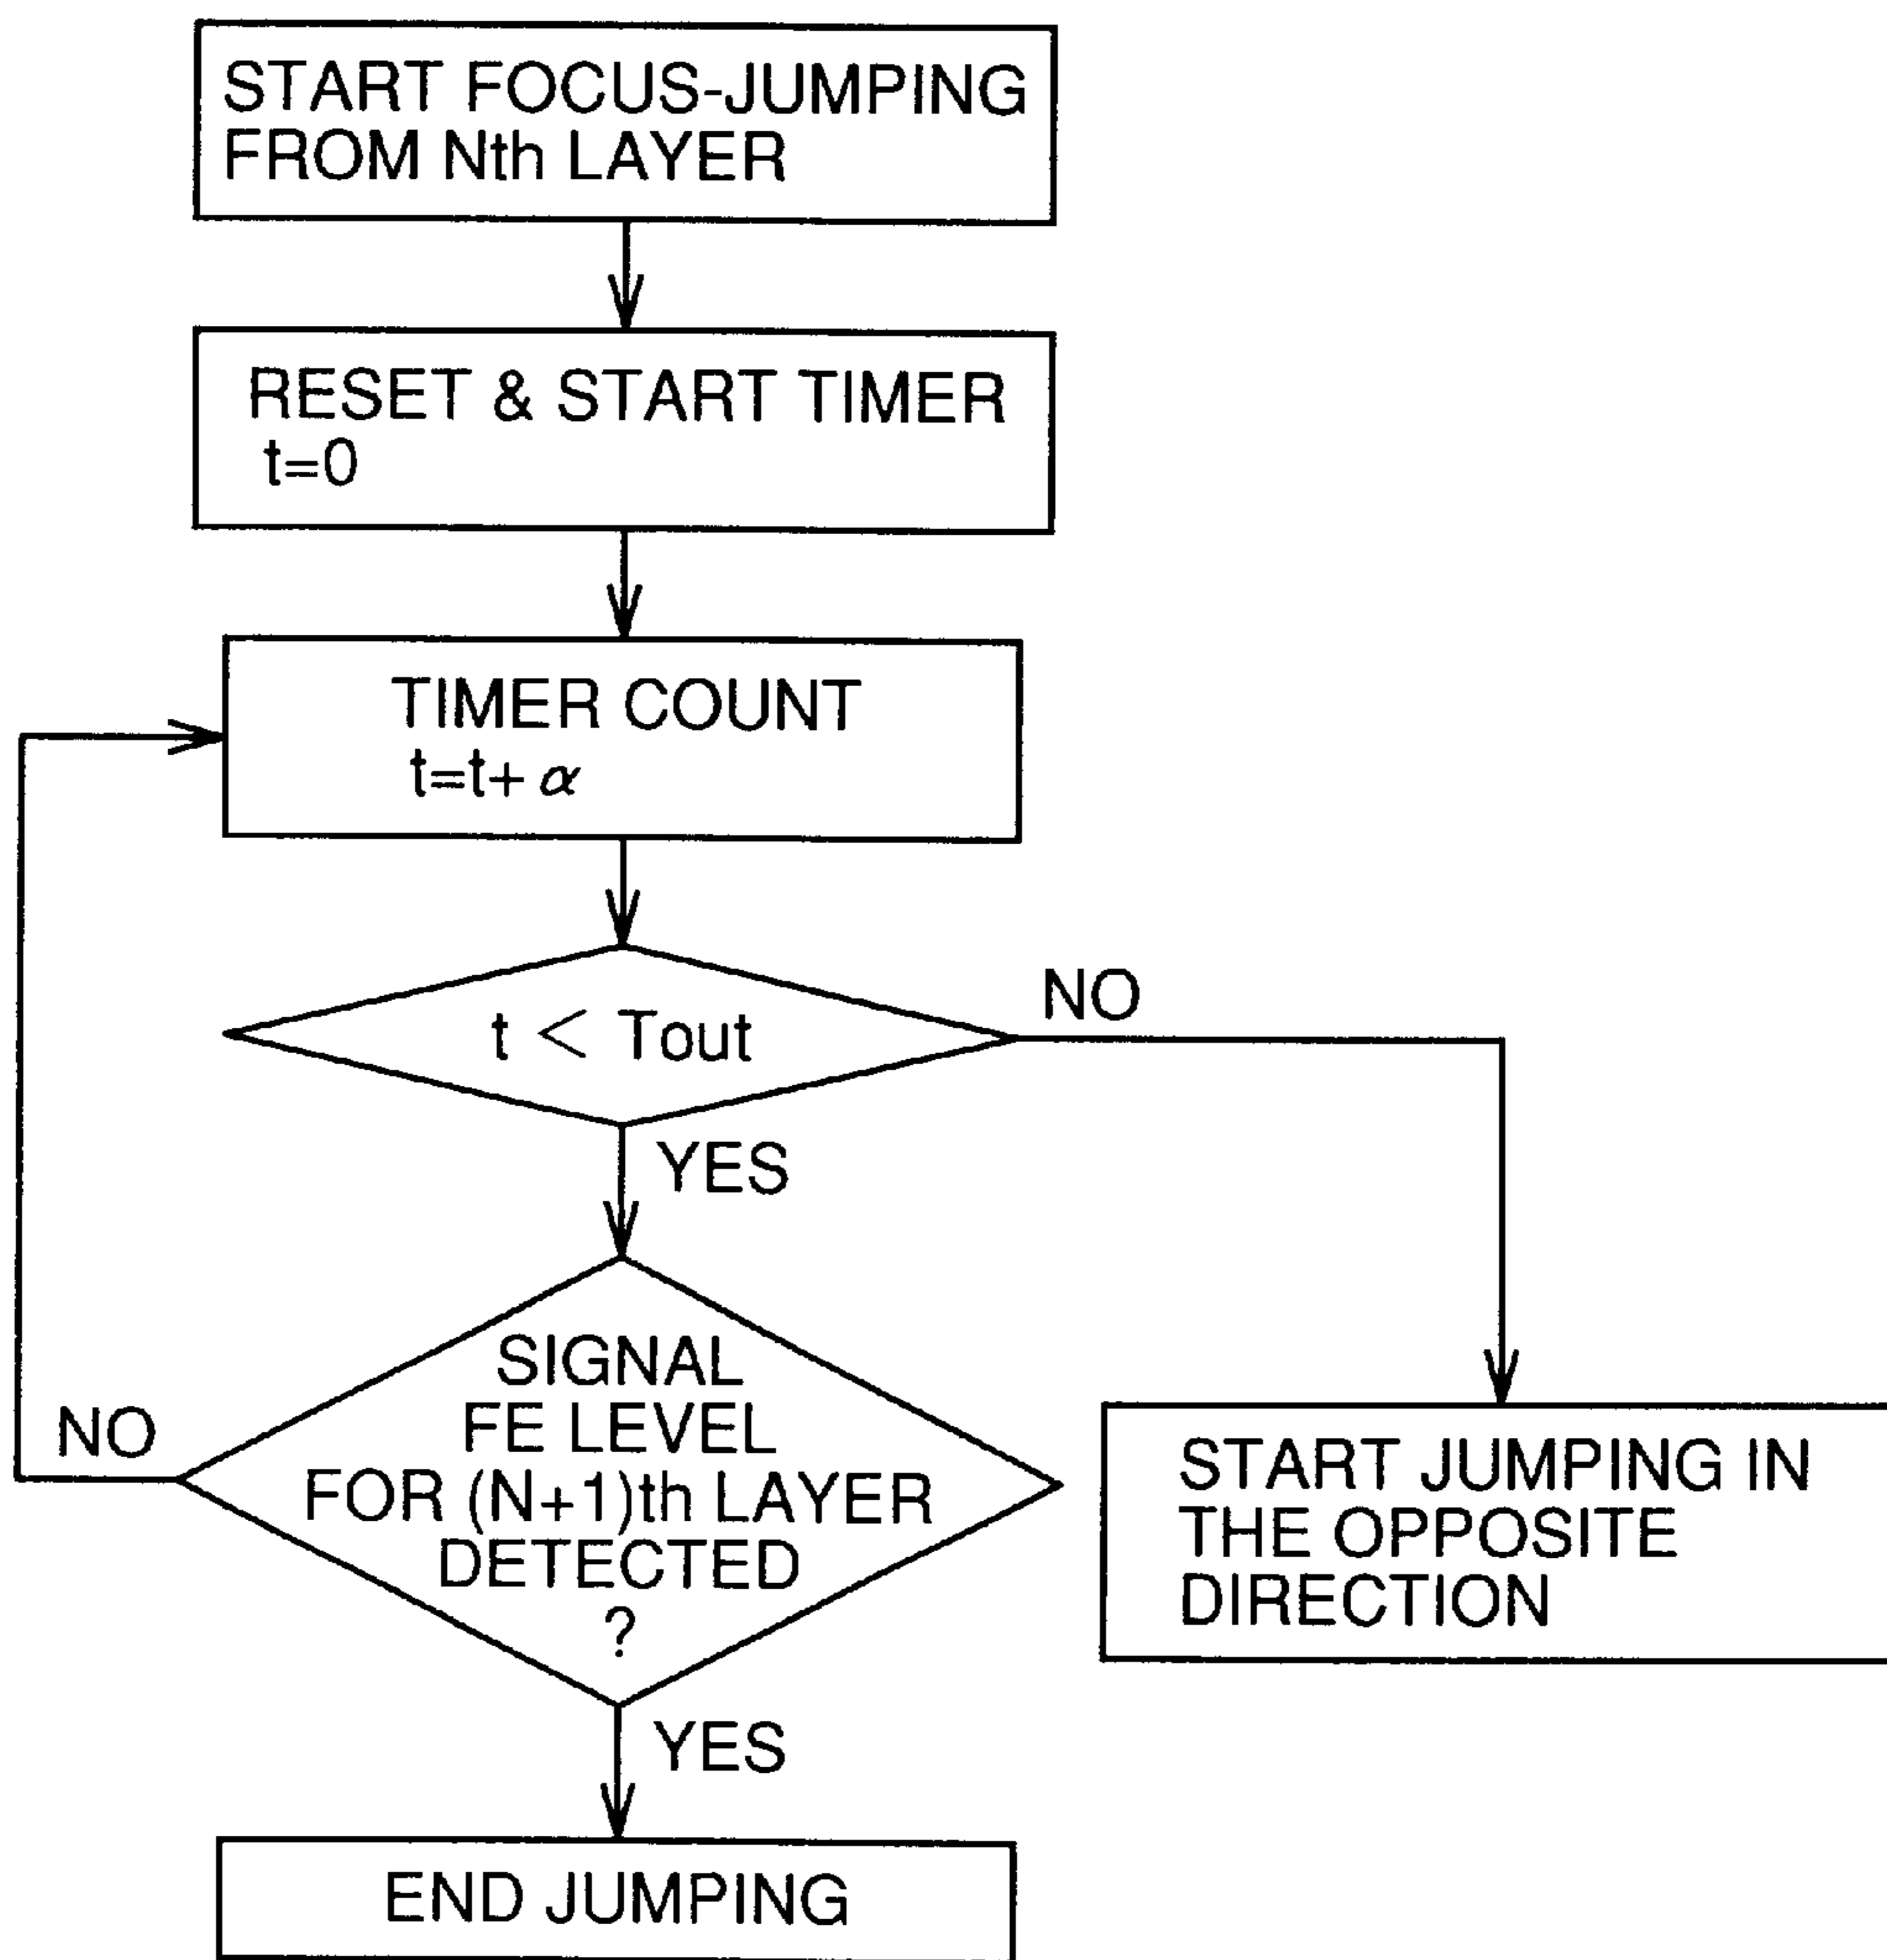 START FOCUS-JUMPING
FROM Nth LAYER
RESET & START TIMER
t=0
TIMER COUNT
t=t+α
t < Tout
NO
YES
SIGNAL
FE LEVEL
FOR (N+1)th LAYER
DETECTED
?
NO
YES
START JUMPING IN
THE OPPOSITE
DIRECTION
END JUMPING